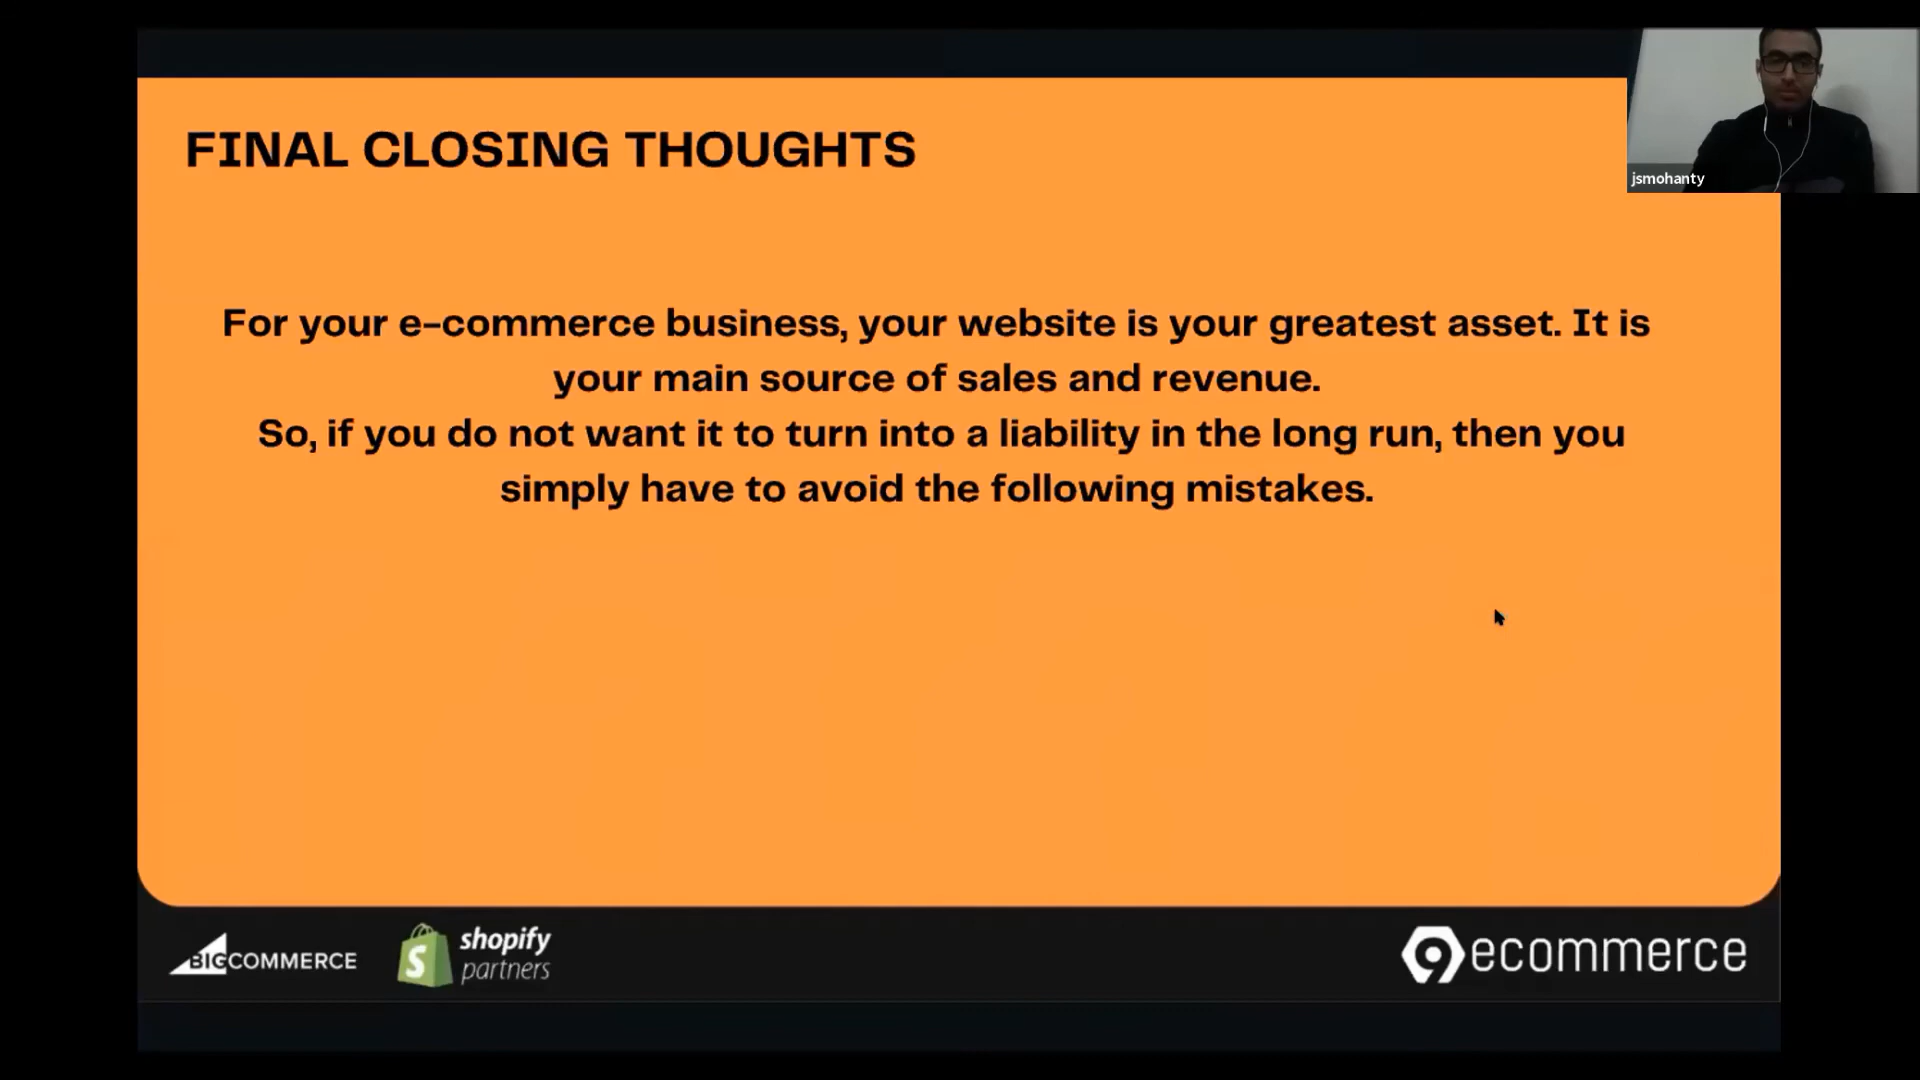 FINAL CLOSING THOUGHTS
jsmohanty
For your e-commerce business, your website is your greatest asset. It is
your main source of sales and revenue.
So, if you do not want it to turn into a liability in the long run, then you
simply have to avoid the following mistakes.
BIGCOMMERCE
shopify
partners
9ecommerce